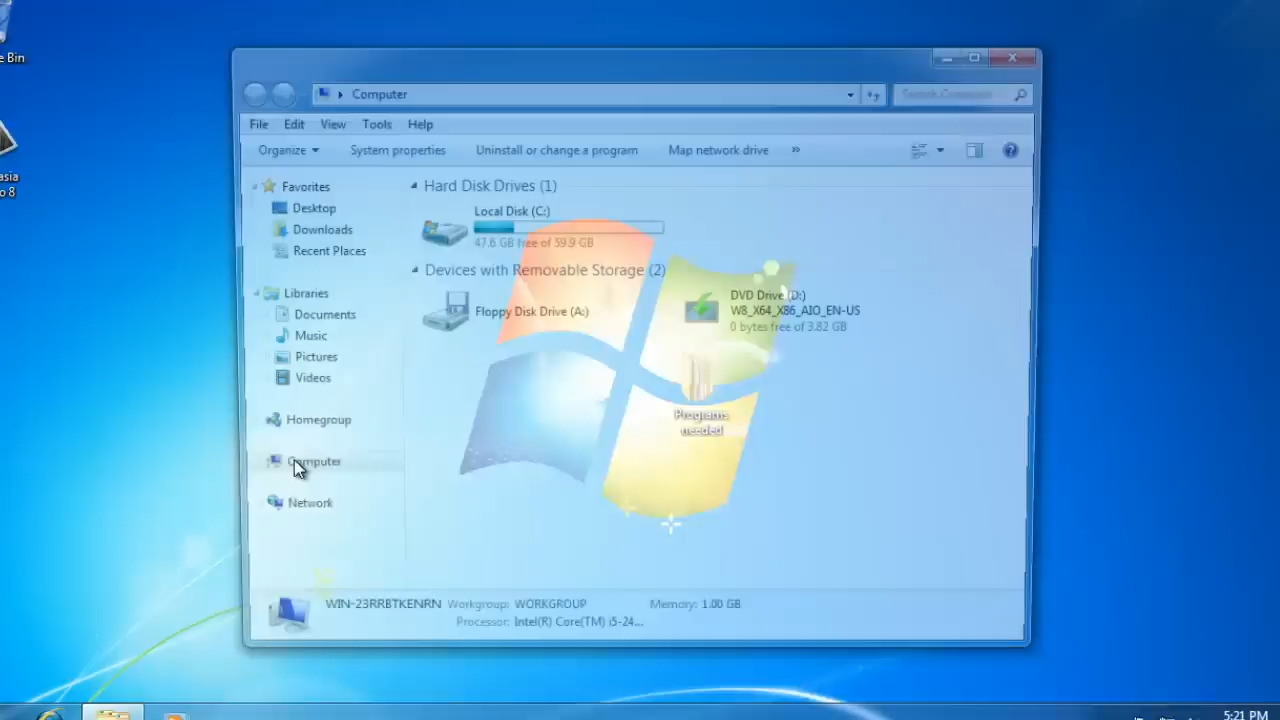 e Bin
asia
o 8
Computer
Search Computer
File Edit View Tools Help
Organize System properties Uninstall or change a program Map network drive »
Favorites
Desktop
Downloads
Recent Places
Libraries
Documents
Music
Pictures
Videos
Homegroup
Computer
Network
Hard Disk Drives (1)
Local Disk (C:)
47.6 GB free of 59.9 GB
Devices with Removable Storage (2)
Floppy Disk Drive (A:)
DVD Drive (D:)
W8_X64_X86_AIO_EN-US
0 bytes free of 3.82 GB
Programs
needed
WIN-23RRBTKENRN Workgroup: WORKGROUP Memory: 1.00 GB
Processor: Intel(R) Core(TM) i5-24...
5:21 PM